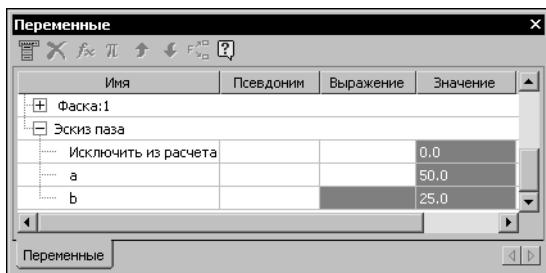 Переменные
Имя Псевдоним Выражение Значение
Фаска:1
Эскиз паза
Исключить из расчета 0.0
a 50.0
b 25.0
Переменные